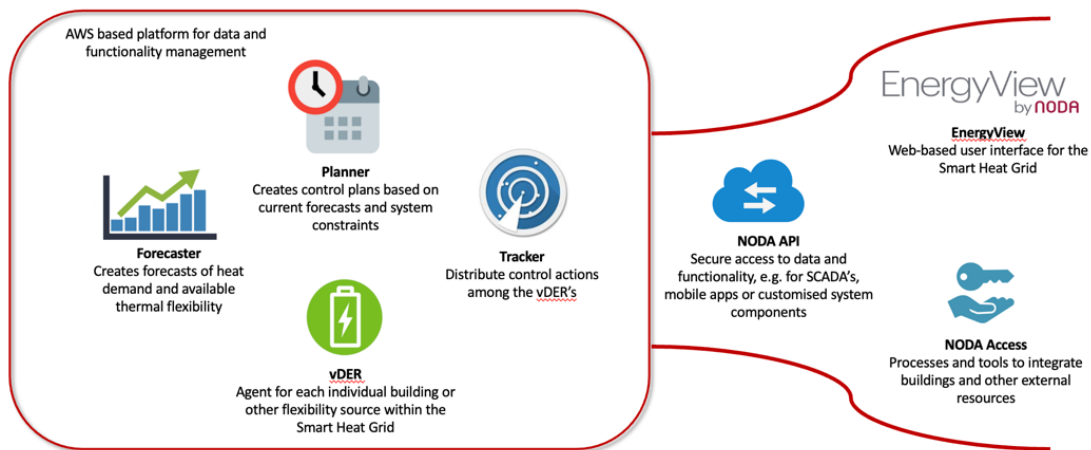 AWS based platform for data and
functionality management
Planner
Creates control plans based on
current forecasts and system
constraints
Forecaster
Creates forecasts of heat
demand and available
thermal flexibility
Tracker
Distribute control actions
among the vDER's
vDER
Agent for each individual building or
other flexibility source within the
Smart Heat Grid
NODA API
Secure access to data and
functionality, e.g. for SCADA's,
mobile apps or customised system
components
EnergyView
by NODA
EnergyView
Web-based user interface for the
Smart Heat Grid
NODA Access
Processes and tools to integrate
buildings and other external
resources